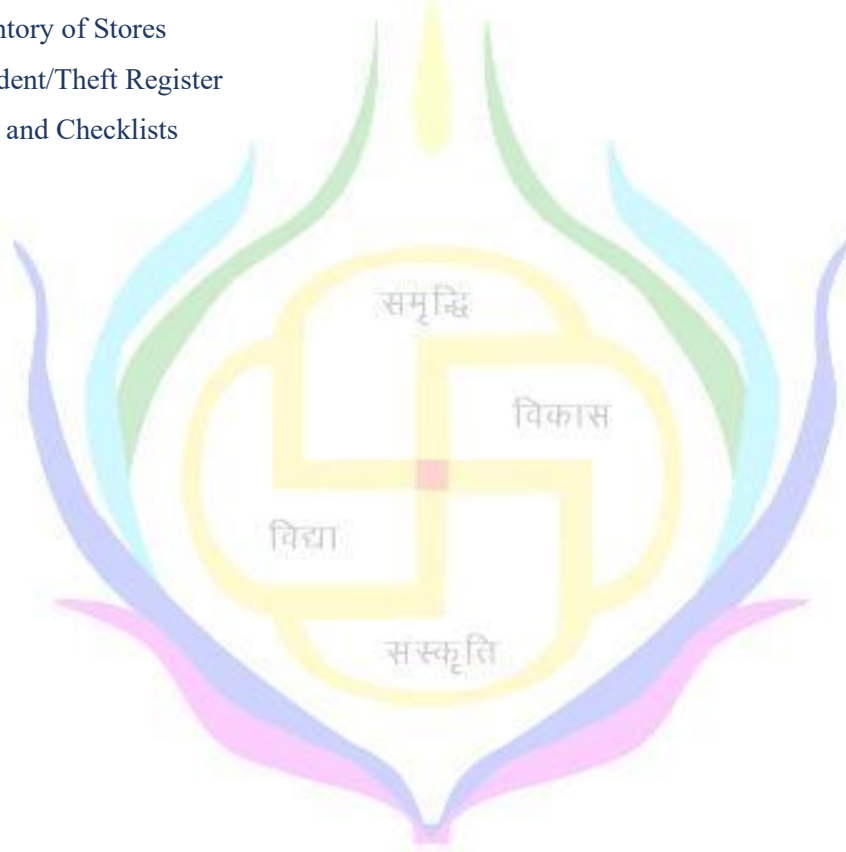 ntory of Stores
dent/Theft Register
and Checklists
समृद्धि
विकास
विद्या
संस्कृति